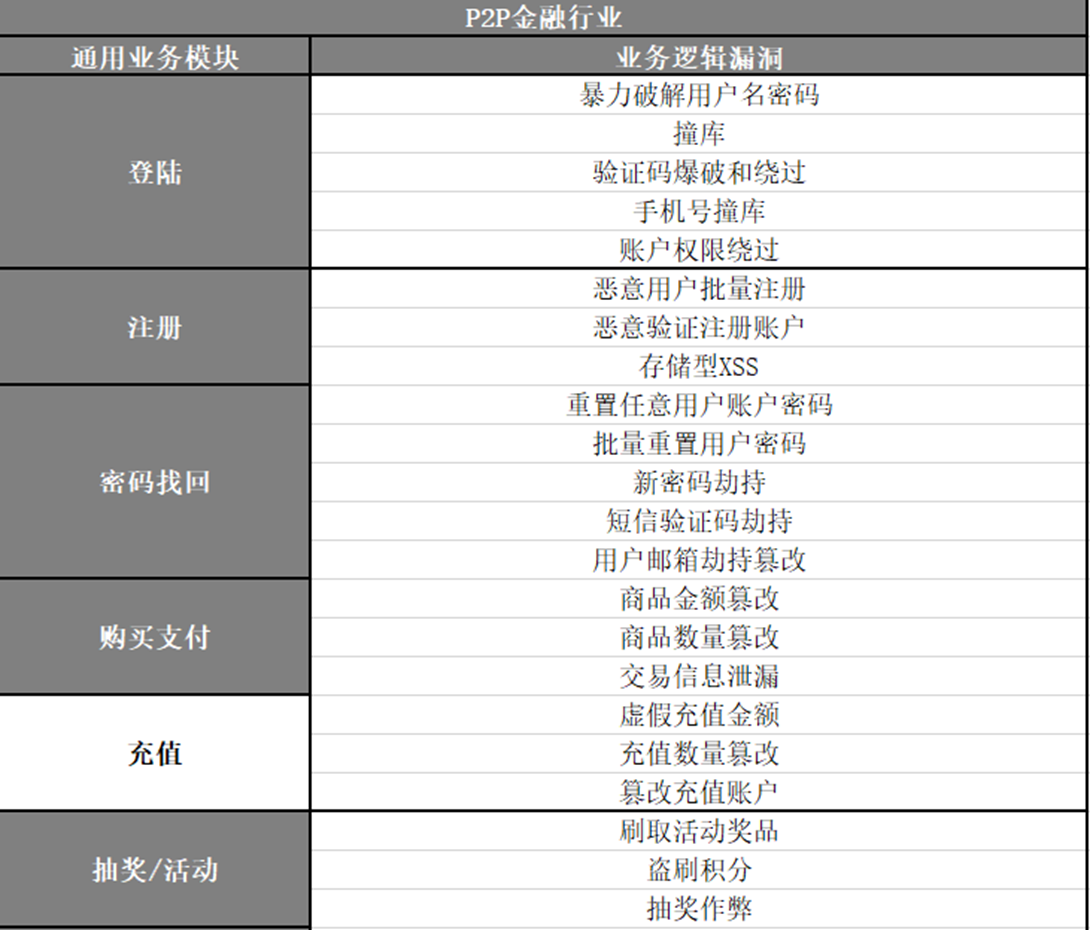 P2P金融行业
通用业务模块 业务逻辑漏洞
登陆
暴力破解用户名密码
撞库
验证码爆破和绕过
手机号撞库
账户权限绕过
注册
恶意用户批量注册
恶意验证注册账户
存储型XSS
密码找回
重置任意用户账户密码
批量重置用户密码
新密码劫持
短信验证码劫持
用户邮箱劫持篡改
购买支付
商品金额篡改
商品数量篡改
交易信息泄漏
充值
虚假充值金额
充值数量篡改
篡改充值账户
抽奖/活动
刷取活动奖品
盗刷积分
抽奖作弊